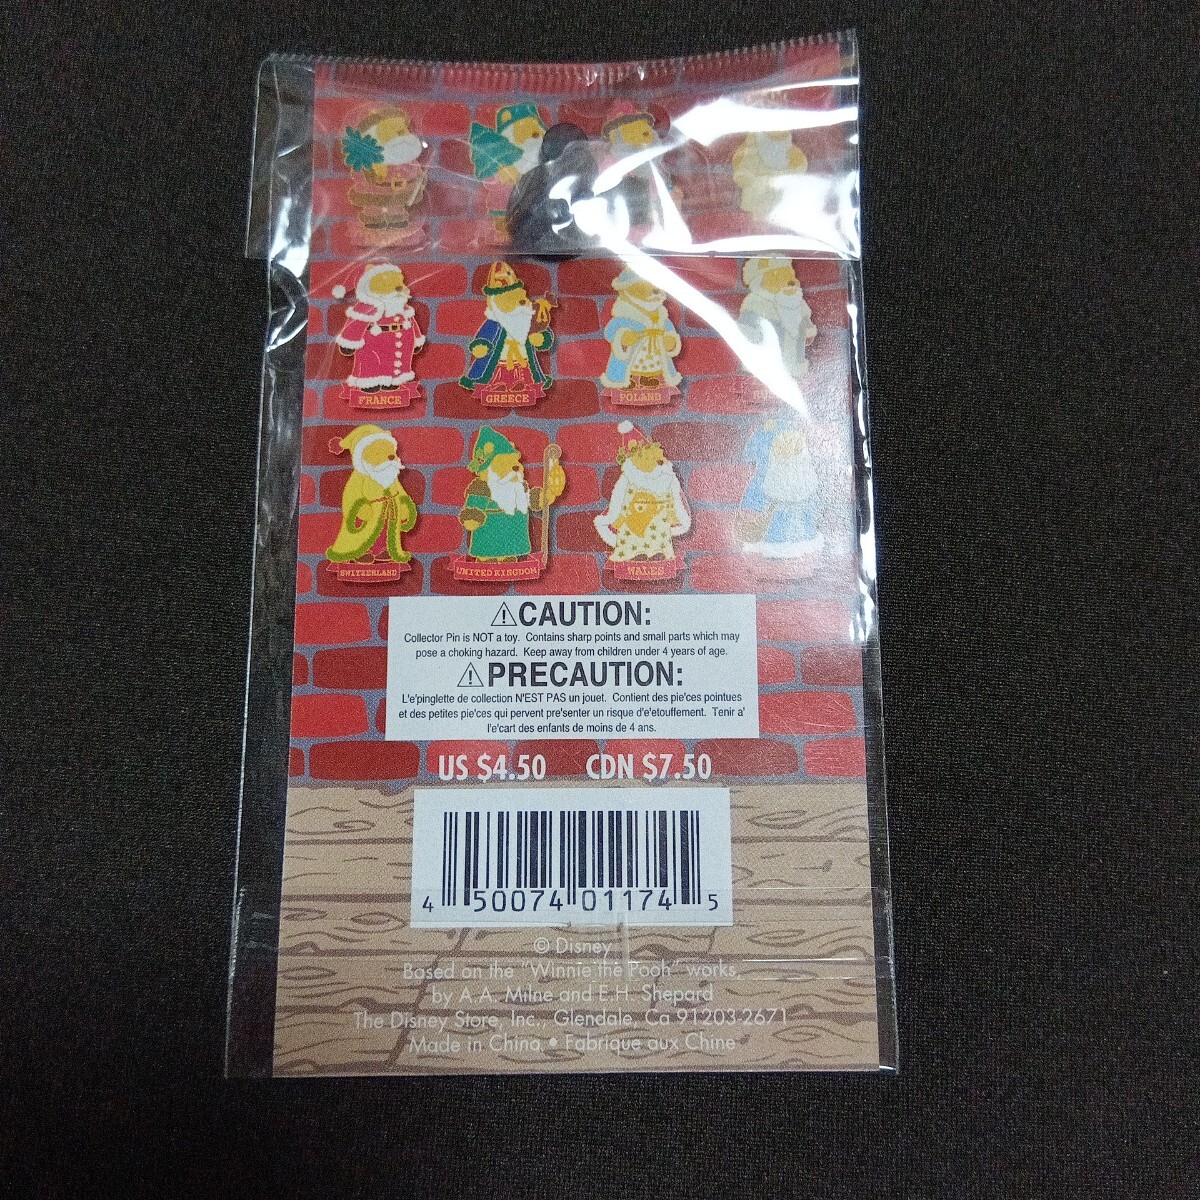 FRANCE
GREECE
POLAND
SWITZERLAND
UNITED KINGDOM
WALES
⚠CAUTION:
Collector Pin is NOT a toy. Contains sharp points and small parts which may
pose a choking hazard. Keep away from children under 4 years of age.
⚠PRECAUTION:
L'e'pinglette de collection N'EST PAS un jouet. Contient des pie'ces pointues
et des petites pie'ces qui pervent pre'senter un risque d'e'etouffement. Tenir a'
l'e'cart des enfants de moins de 4 ans.
US $4.50 CDN $7.50
4 50074 01174 5
© Disney
Based on the "Winnie the Pooh" works,
by A.A. Milne and E.H. Shepard
The Disney Store, Inc., Glendale, Ca 91203-2671
Made in China • Fabrique aux Chine